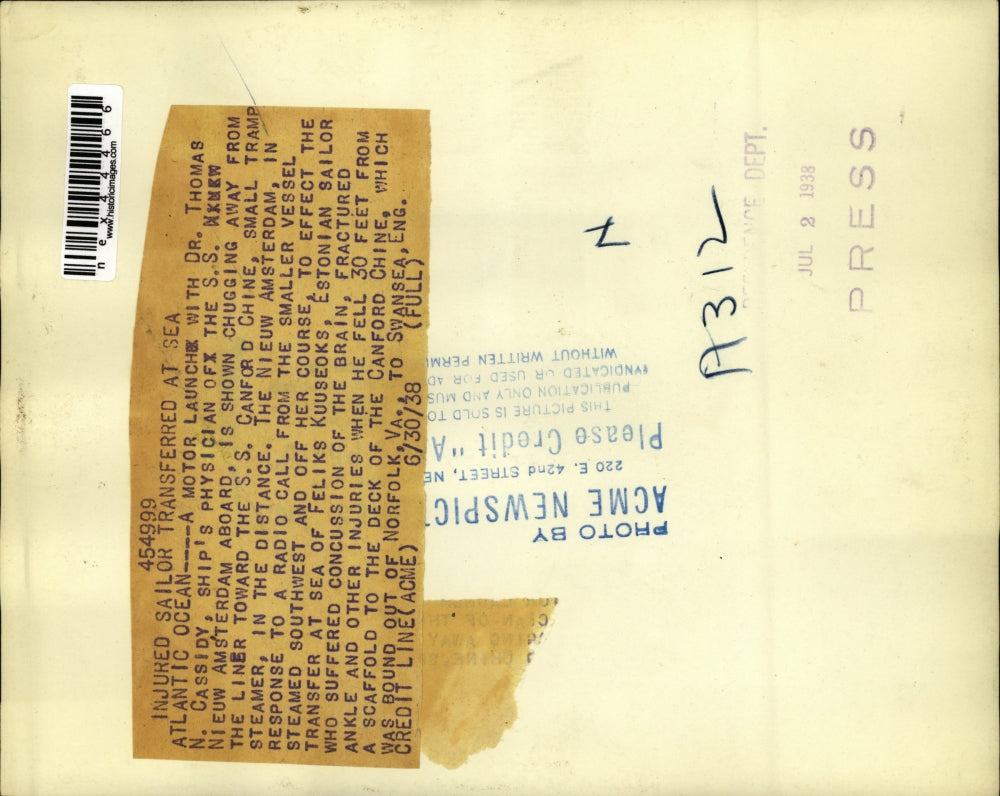 454999
INJURED SAILOR TRANSFERRED AT SEA
ATLANTIC OCEAN----A MOTOR LAUNCHX WITH DR. THOMAS
N. CASSIDY, SHIP'S PHYSICIAN OFX THE S.S.
NIEUW AMSTERDAM ABOARD, IS SHOWN CHUGGING AWAY FROM
THE LINER TOWARD THE S.S. CANFORD CHINE, SMALL TRAMP
STEAMER, IN THE DISTANCE. THE NIEUW AMSTERDAM, IN
RESPONSE TO A RADIO CALL FROM THE SMALLER VESSEL
STEAMED SOUTHWEST AND OFF HER COURSE, TO EFFECT THE
TRANSFER AT SEA OF FELIKS KUUSEOKS, ESTONIAN SAILOR
WHO SUFFERED CONCUSSION OF THE BRAIN, FRACTURED
ANKLE AND OTHER INJURIES WHEN HE FELL 30 FEET FROM
A SCAFFOLD TO THE DECK OF THE CANFORD CHINE, WHICH
WAS BOUND OUT OF NORFOLK, VA., TO SWANSEA, ENG.
CREDIT LINE (ACME) 6/30/38 (FULL)
nex44466
www.historicimages.com
PHOTO BY
ACME NEWSPIC
220 E. 42nd STREET, NE
Please Credit "A
THIS PICTURE IS SOLD TO
PUBLICATION ONLY AND MUS
SYNDICATED OR USED FOR AD
WITHOUT WRITTEN PERMI
A312
DEPT.
JUL 2 1938
PRESS